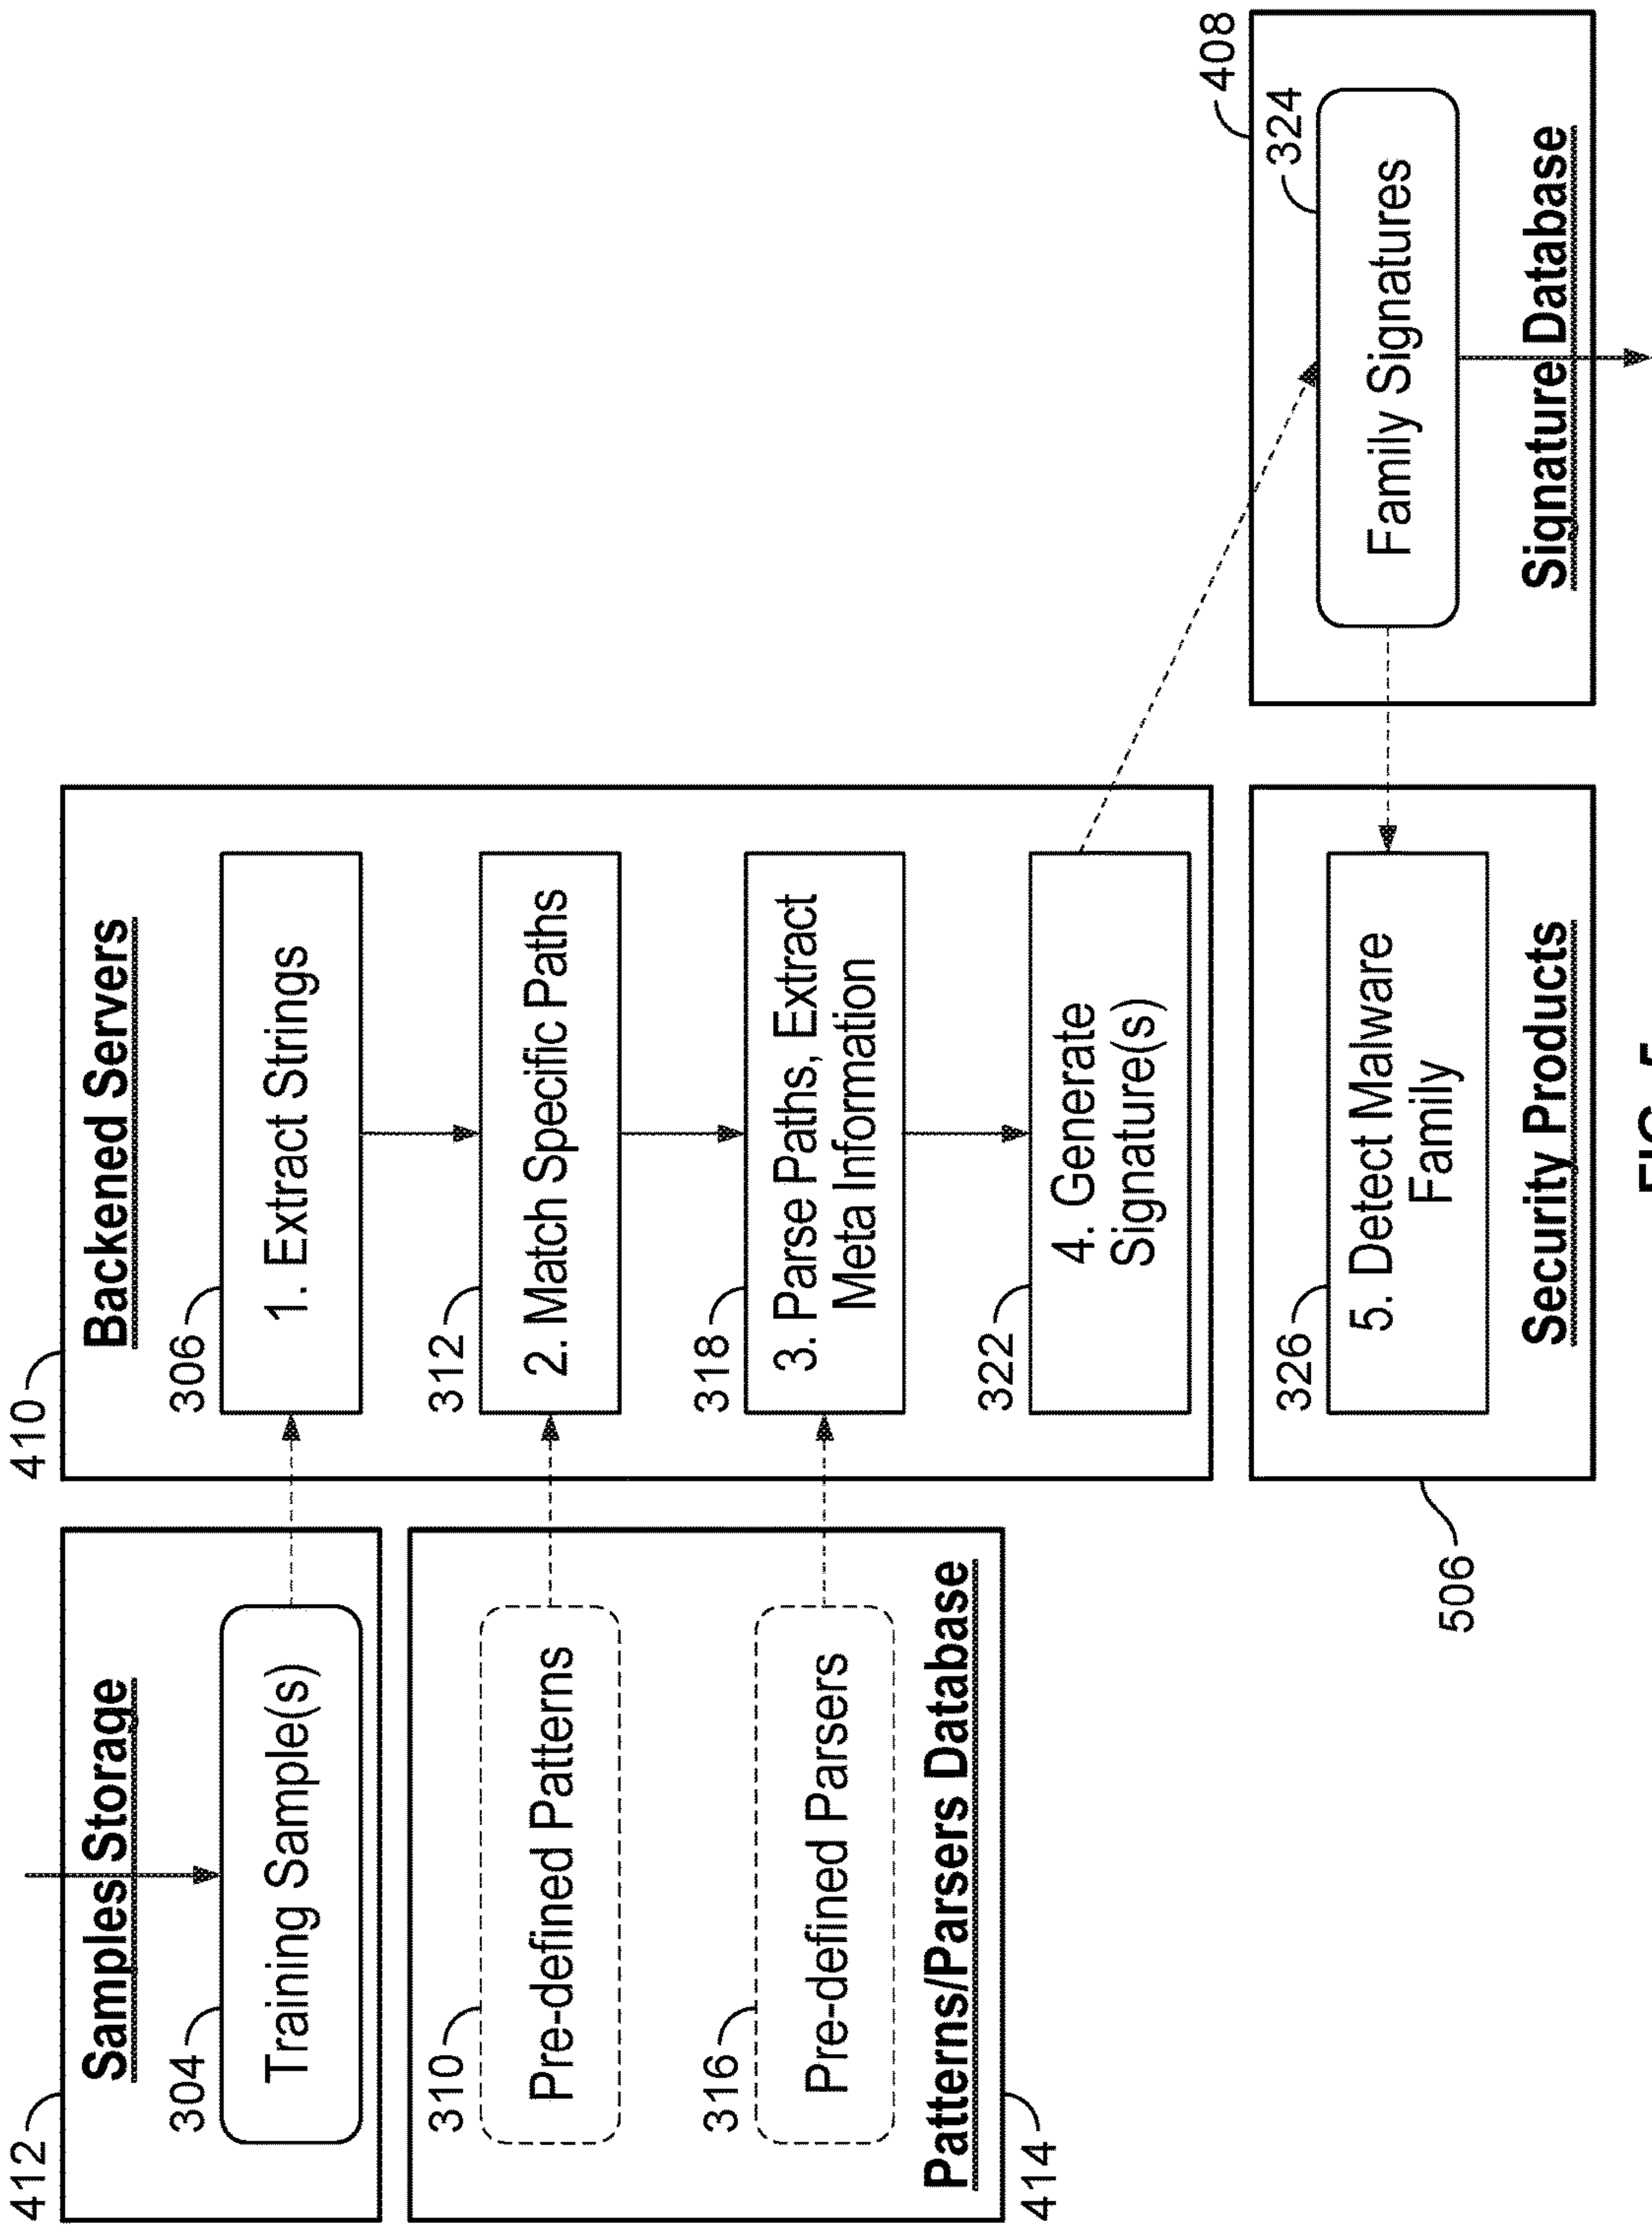 412
Samples Storage
304
Training Sample(s)
310
Pre-defined Patterns
316
Pre-defined Parsers
Patterns/Parsers Database
414
410
Backened Servers
306
1. Extract Strings
312
2. Match Specific Paths
318
3. Parse Paths, Extract
Meta Information
322
4. Generate
Signature(s)
326
5. Detect Malware
Family
Security Products
506
408
324
Family Signatures
Signature Database